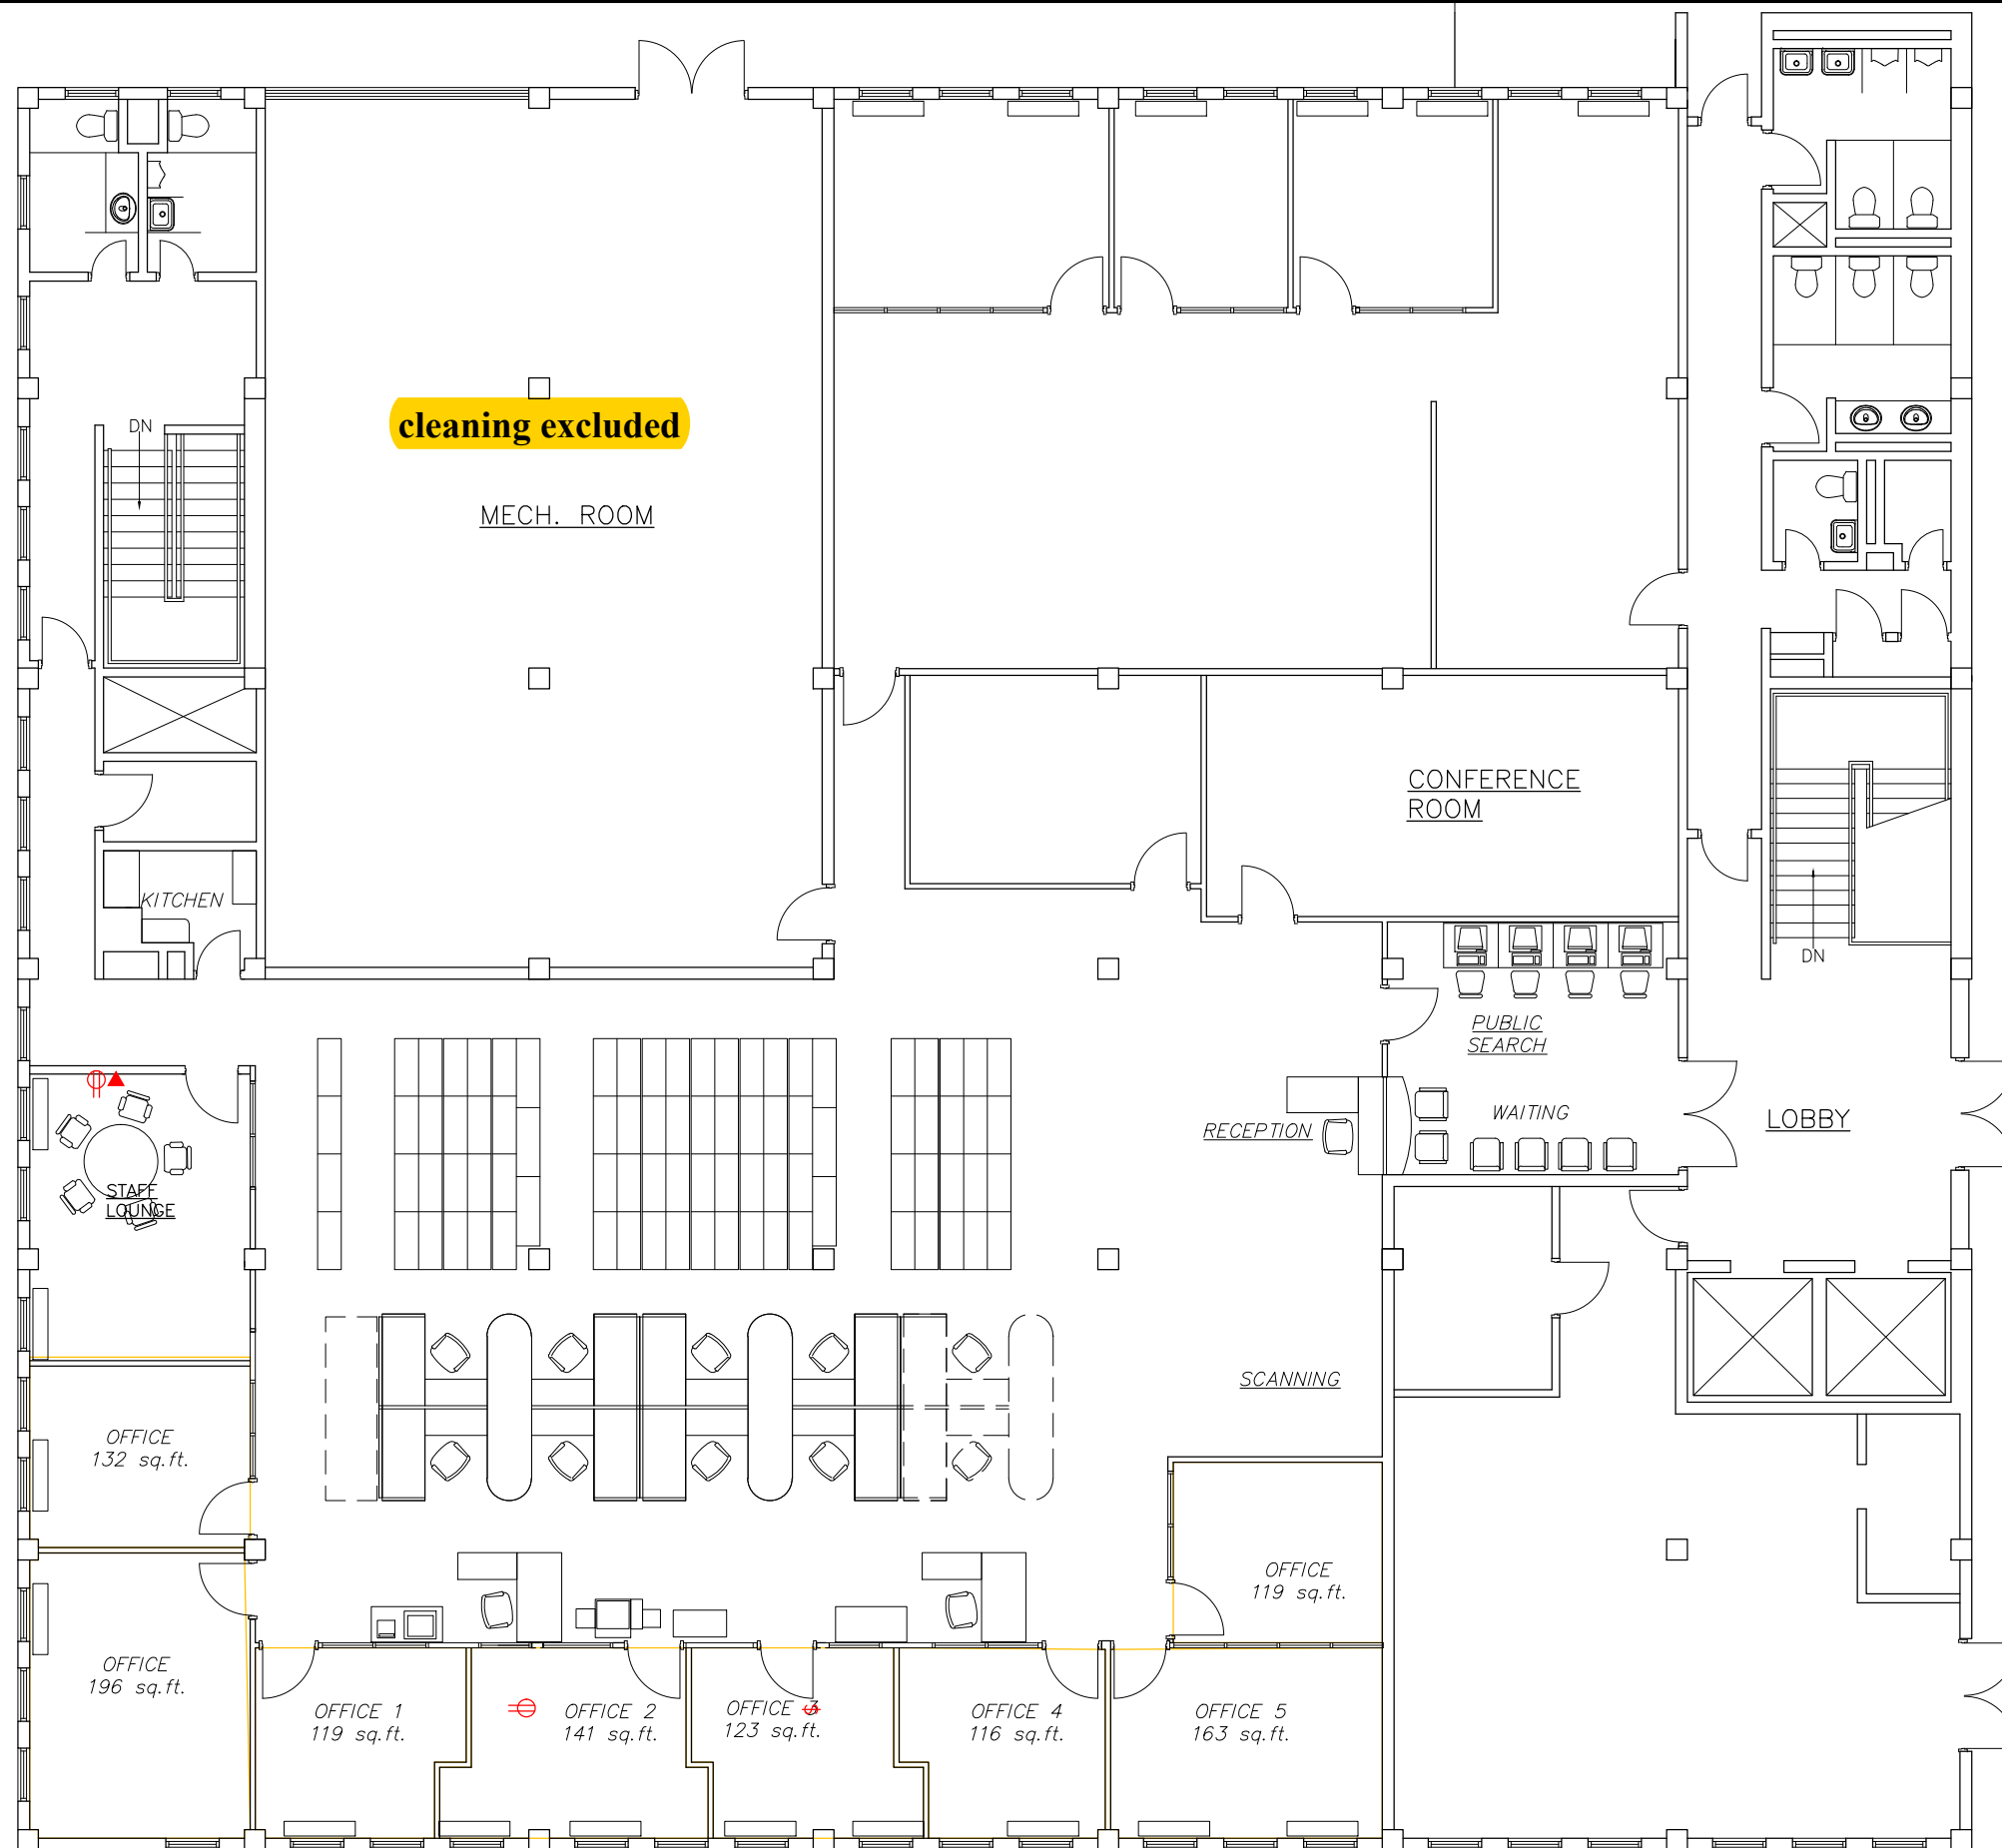 cleaning excluded
DN
MECH. ROOM
CONFERENCE
ROOM
KITCHEN
DN
PUBLIC
SEARCH
WAITING
LOBBY
RECEPTION
STAFF
LOUNGE
SCANNING
OFFICE
132 sq.ft.
OFFICE
119 sq.ft.
OFFICE
196 sq.ft.
OFFICE 1
119 sq.ft.
OFFICE 2
141 sq.ft.
OFFICE 3
123 sq.ft.
OFFICE 4
116 sq.ft.
OFFICE 5
163 sq.ft.